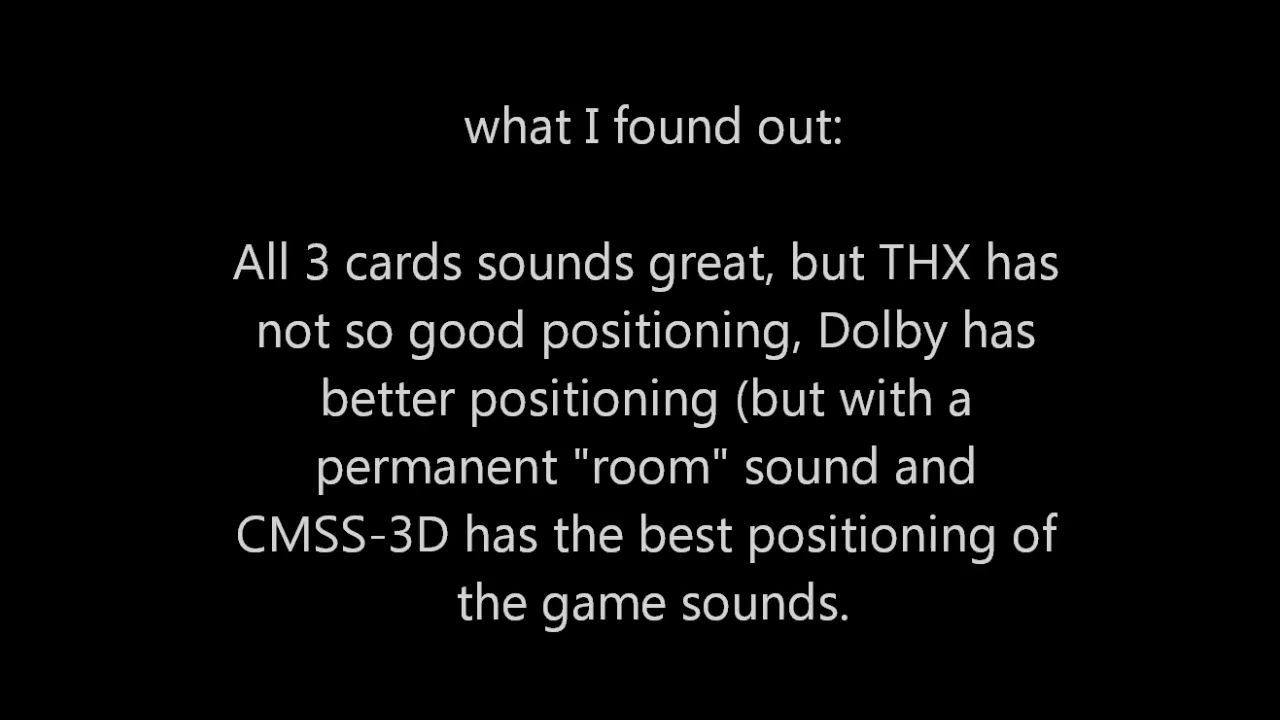 what I found out:
All 3 cards sounds great, but THX has
not so good positioning, Dolby has
better positioning (but with a
permanent "room" sound and
CMSS-3D has the best positioning of
the game sounds.